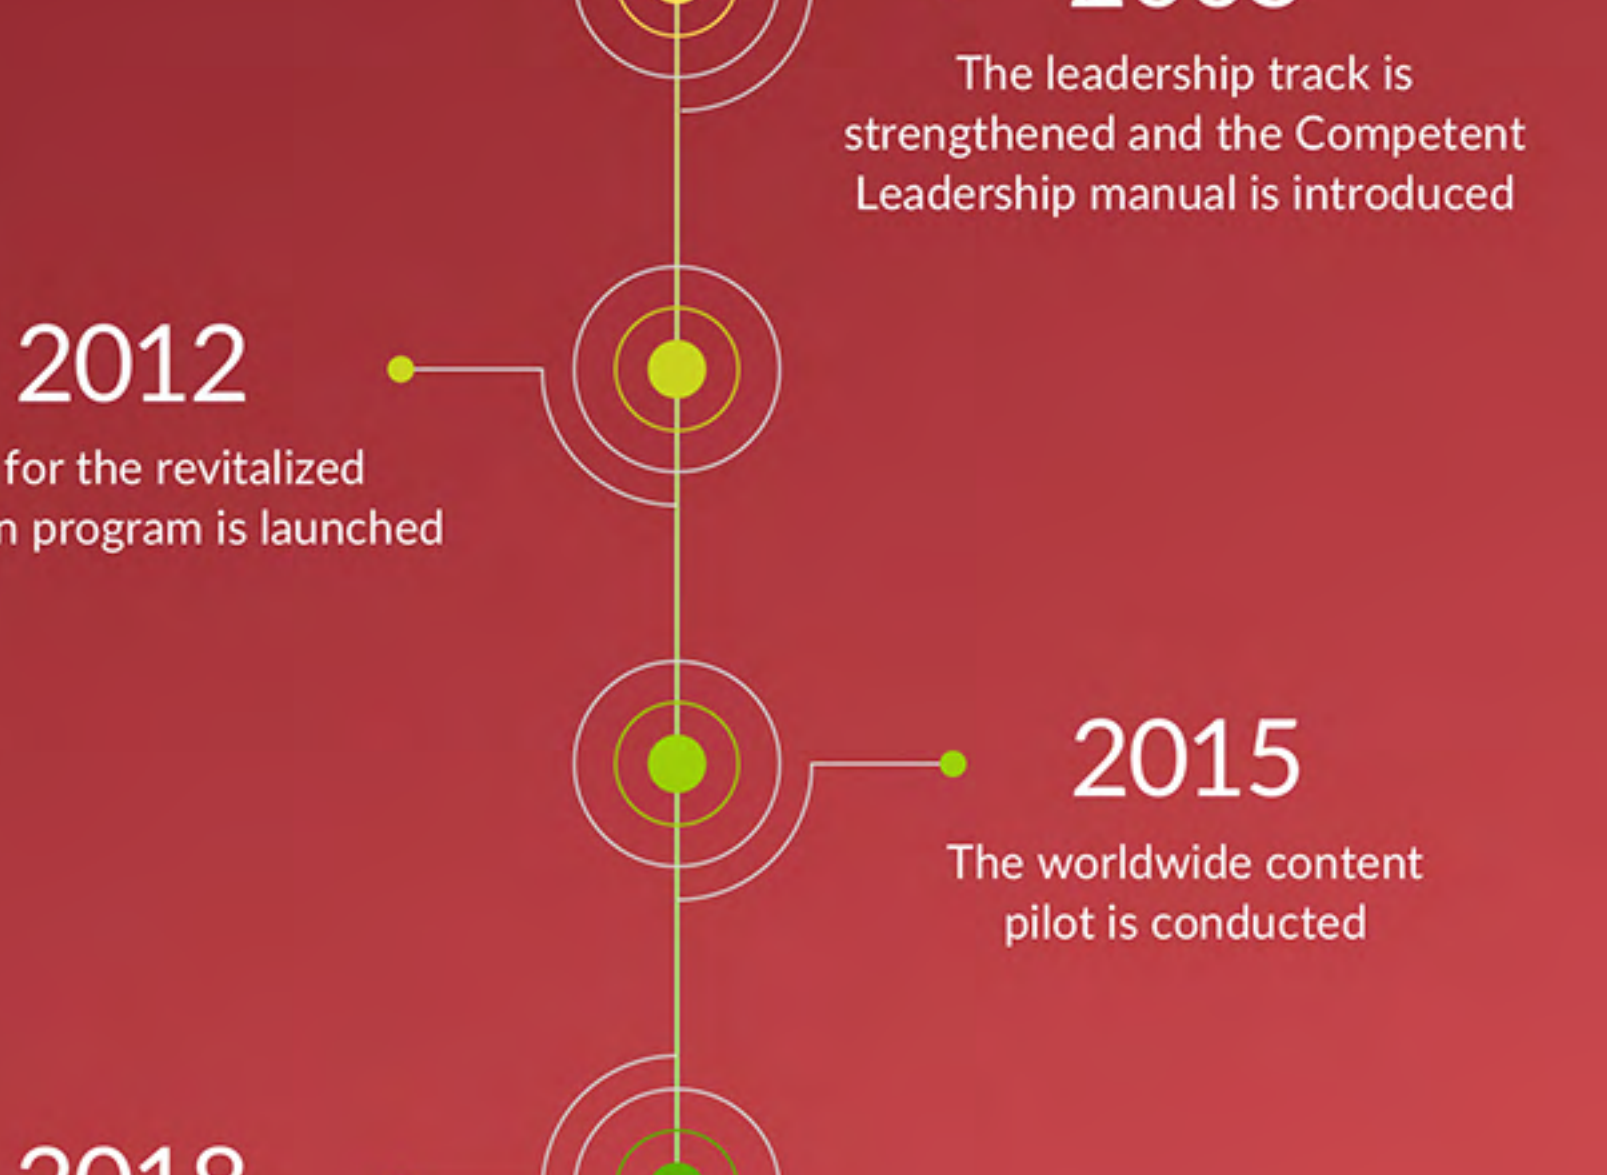 The leadership track is
strengthened and the Competent
Leadership manual is introduced
2012
for the revitalized
program is launched
2015
The worldwide content
pilot is conducted